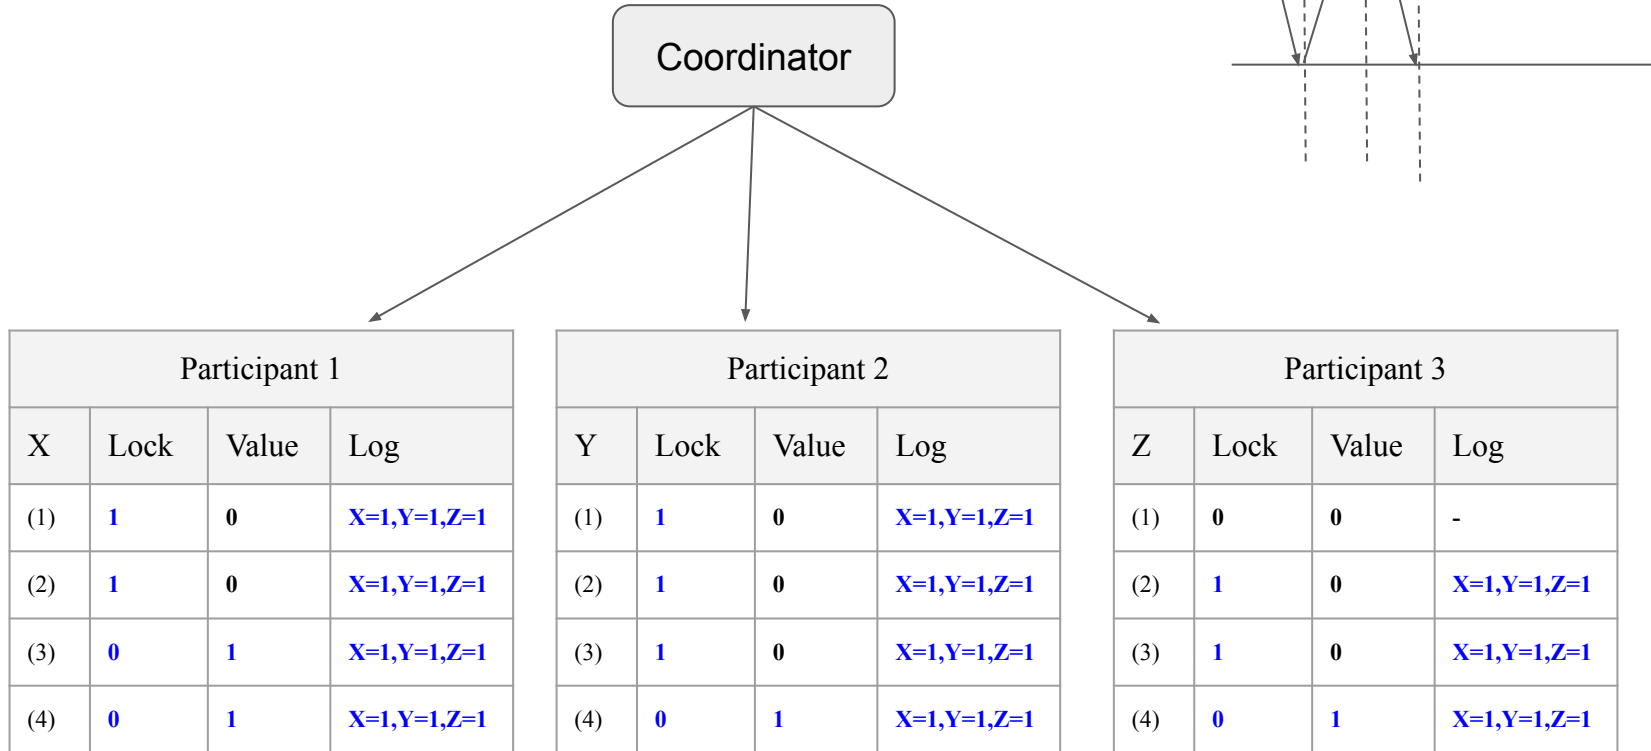 Coordinator
Participant 1
X Lock Value Log
(1) 1 0 X=1,Y=1,Z=1
(2) 1 0 X=1,Y=1,Z=1
(3) 0 1 X=1,Y=1,Z=1
(4) 0 1 X=1,Y=1,Z=1
Participant 2
Y Lock Value Log
(1) 1 0 X=1,Y=1,Z=1
(2) 1 0 X=1,Y=1,Z=1
(3) 1 0 X=1,Y=1,Z=1
(4) 0 1 X=1,Y=1,Z=1
Participant 3
Z Lock Value Log
(1) 0 0 -
(2) 1 0 X=1,Y=1,Z=1
(3) 1 0 X=1,Y=1,Z=1
(4) 0 1 X=1,Y=1,Z=1